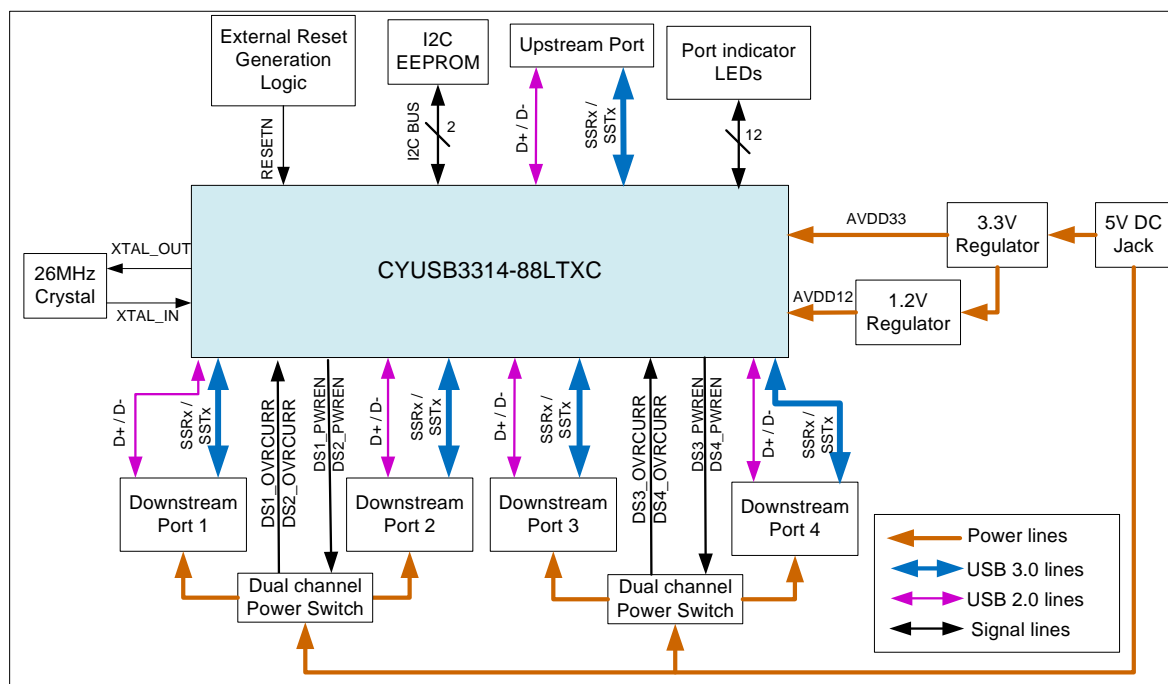 External Reset
Generation
Logic
I2C
EEPROM
Upstream Port
Port indicator
LEDs
RESETN
I2C BUS
2
D+ / D-
SSRx /
SSTx
12
XTAL_OUT
26MHz
Crystal
XTAL_IN
CYUSB3314-88LTXC
AVDD33
3.3V
Regulator
5V DC
Jack
AVDD12
1.2V
Regulator
D+ / D-
SSRx /
SSTx
DS1_OVRCURR
DS2_OVRCURR
DS1_PWREN
DS2_PWREN
D+ / D-
SSRx /
SSTx
D+ / D-
SSRx /
SSTx
DS3_OVRCURR
DS4_OVRCURR
DS3_PWREN
DS4_PWREN
D+ / D-
SSRx /
SSTx
Downstream
Port 1
Downstream
Port 2
Downstream
Port 3
Downstream
Port 4
Dual channel
Power Switch
Dual channel
Power Switch
Power lines
USB 3.0 lines
USB 2.0 lines
Signal lines